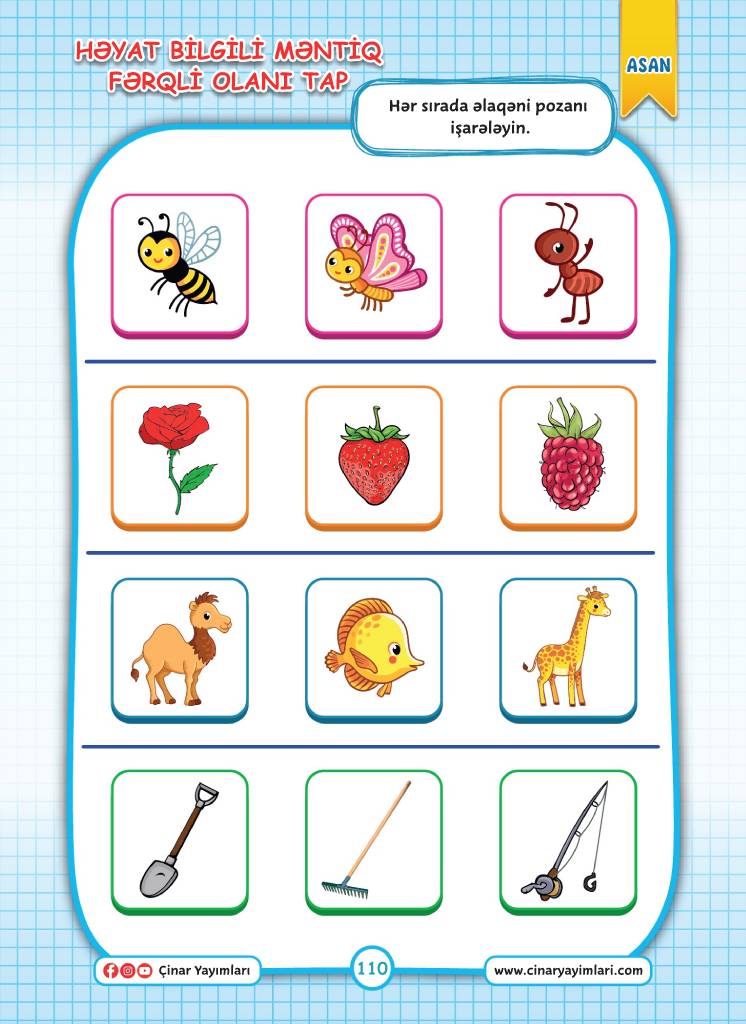 HƏYAT BİLGİLİ MƏNTİQ
FƏRQLİ OLANI TAP
ASAN
Hər sırada əlaqəni pozanı
işarələyin.
Çinar Yayımları
110
www.cinaryayimlari.com